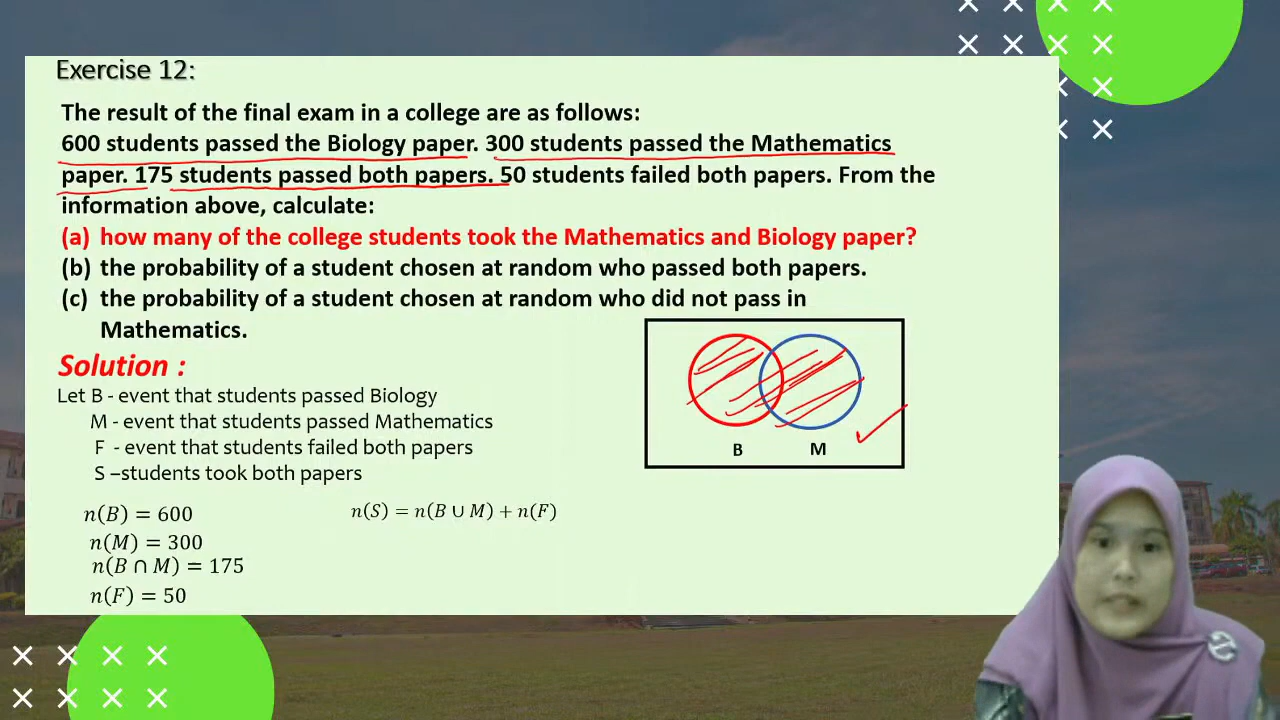 Exercise 12:
The result of the final exam in a college are as follows:
600 students passed the Biology paper. 300 students passed the Mathematics
paper. 175 students passed both papers. 50 students failed both papers. From the
information above, calculate:
(a) how many of the college students took the Mathematics and Biology paper?
(b) the probability of a student chosen at random who passed both papers.
(c) the probability of a student chosen at random who did not pass in
Mathematics.
Solution :
Let B - event that students passed Biology
M - event that students passed Mathematics
F - event that students failed both papers
S –students took both papers
n(B) = 600
n(M) = 300
n(B ∩ M) = 175
n(F) = 50
n(S) = n(B ∪ M) + n(F)
B M